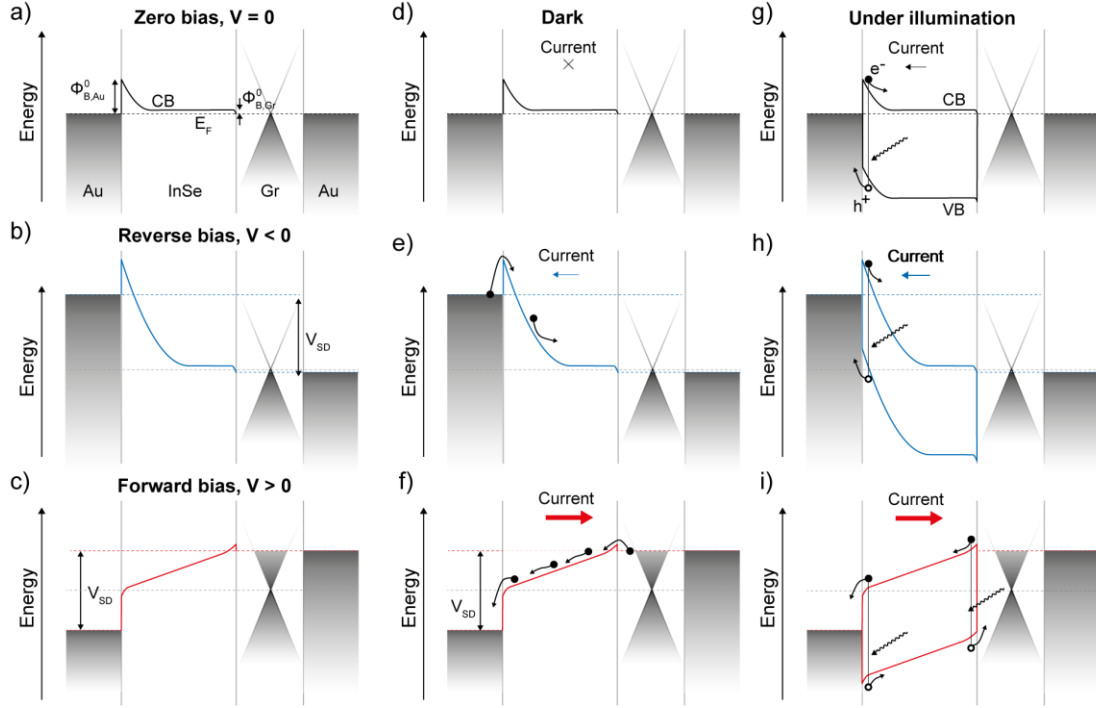 a) Zero bias, V = 0
Energy
Φ⁰B,Au
CB
Φ⁰B,Gr
EF
Au
InSe
Gr
Au
d) Dark
Energy
Current
×
g) Under illumination
Energy
Current
e-
CB
h+
VB
b) Reverse bias, V < 0
Energy
VSD
e)
Energy
Current
h)
Energy
Current
c) Forward bias, V > 0
Energy
VSD
f)
Energy
Current
VSD
i)
Energy
Current